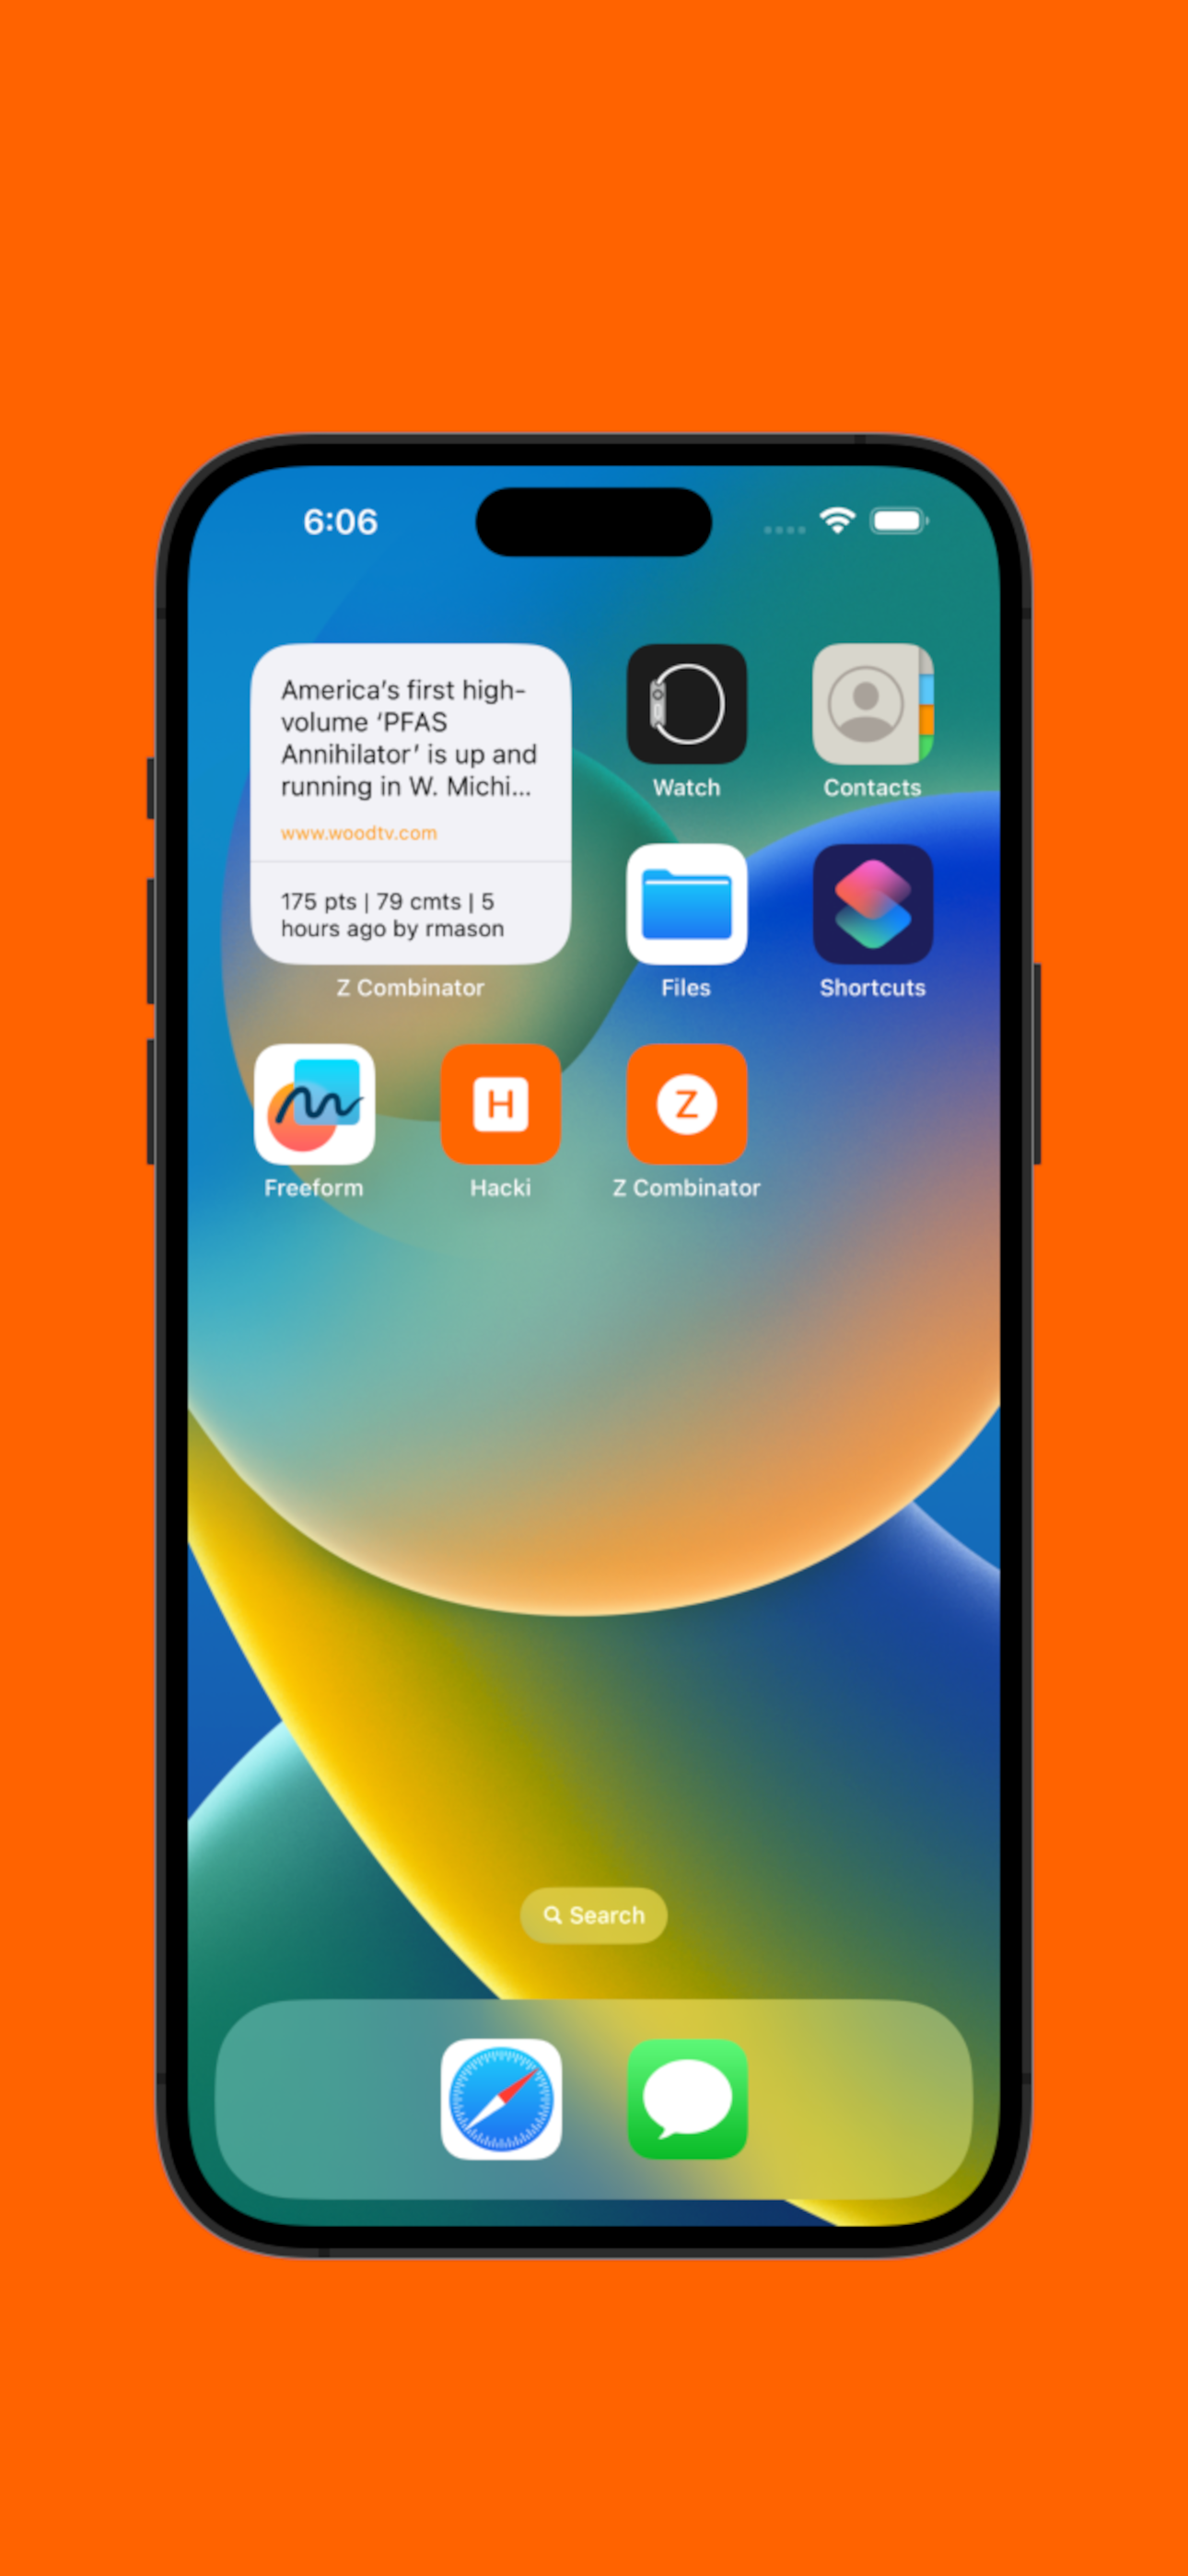 6:06
America's first high-
volume 'PFAS
Annihilator' is up and
running in W. Michi...
www.woodtv.com
175 pts | 79 cmts | 5
hours ago by rmason
Z Combinator
Watch
Contacts
Files
Shortcuts
Freeform
H
Hacki
Z
Z Combinator
Search